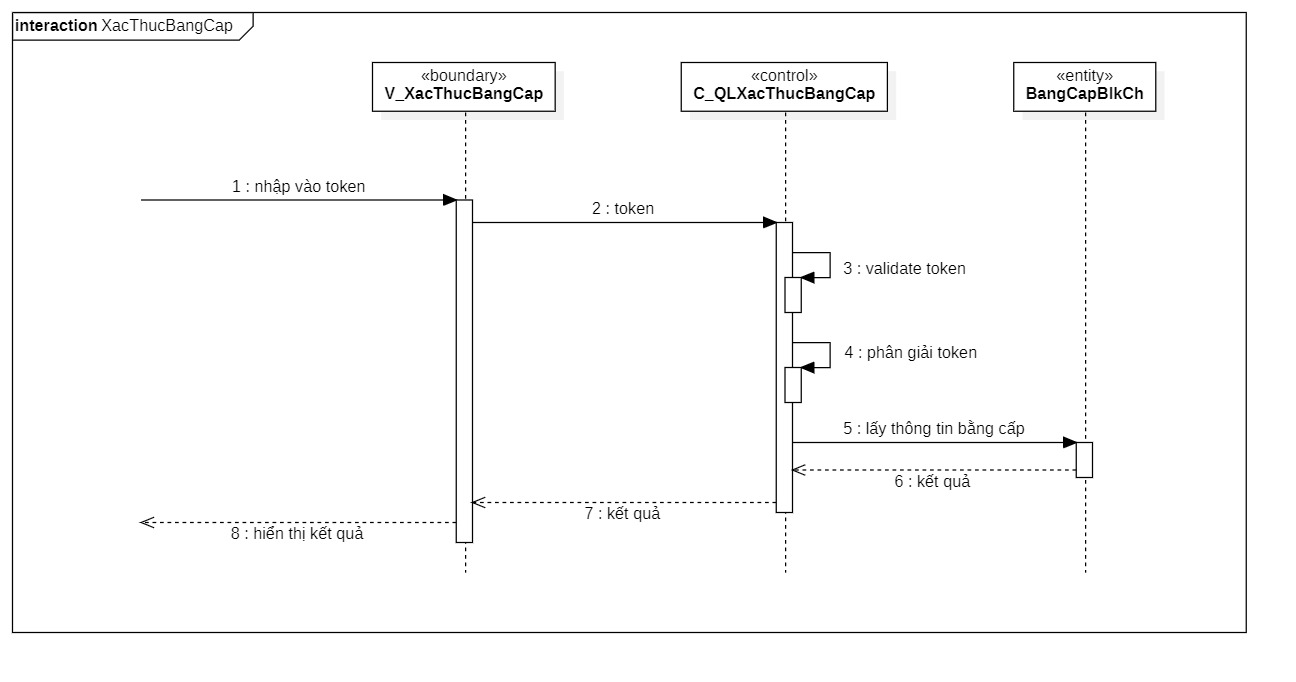 interaction XacThucBangCap
«boundary»
V_XacThucBangCap
«control»
C_QLXacThucBangCap
«entity»
BangCapBlkCh
1 : nhập vào token
2 : token
3 : validate token
4 : phân giải token
5 : lấy thông tin bằng cấp
6 : kết quả
7 : kết quả
8 : hiển thị kết quả